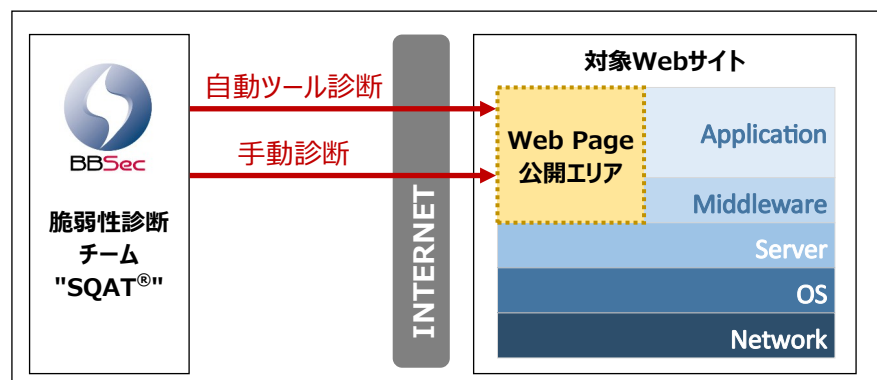 BBSec
脆弱性診断
チーム
"SQAT®"
自動ツール診断
手動診断
INTERNET
対象Webサイト
Web Page
公開エリア
Application
Middleware
Server
OS
Network